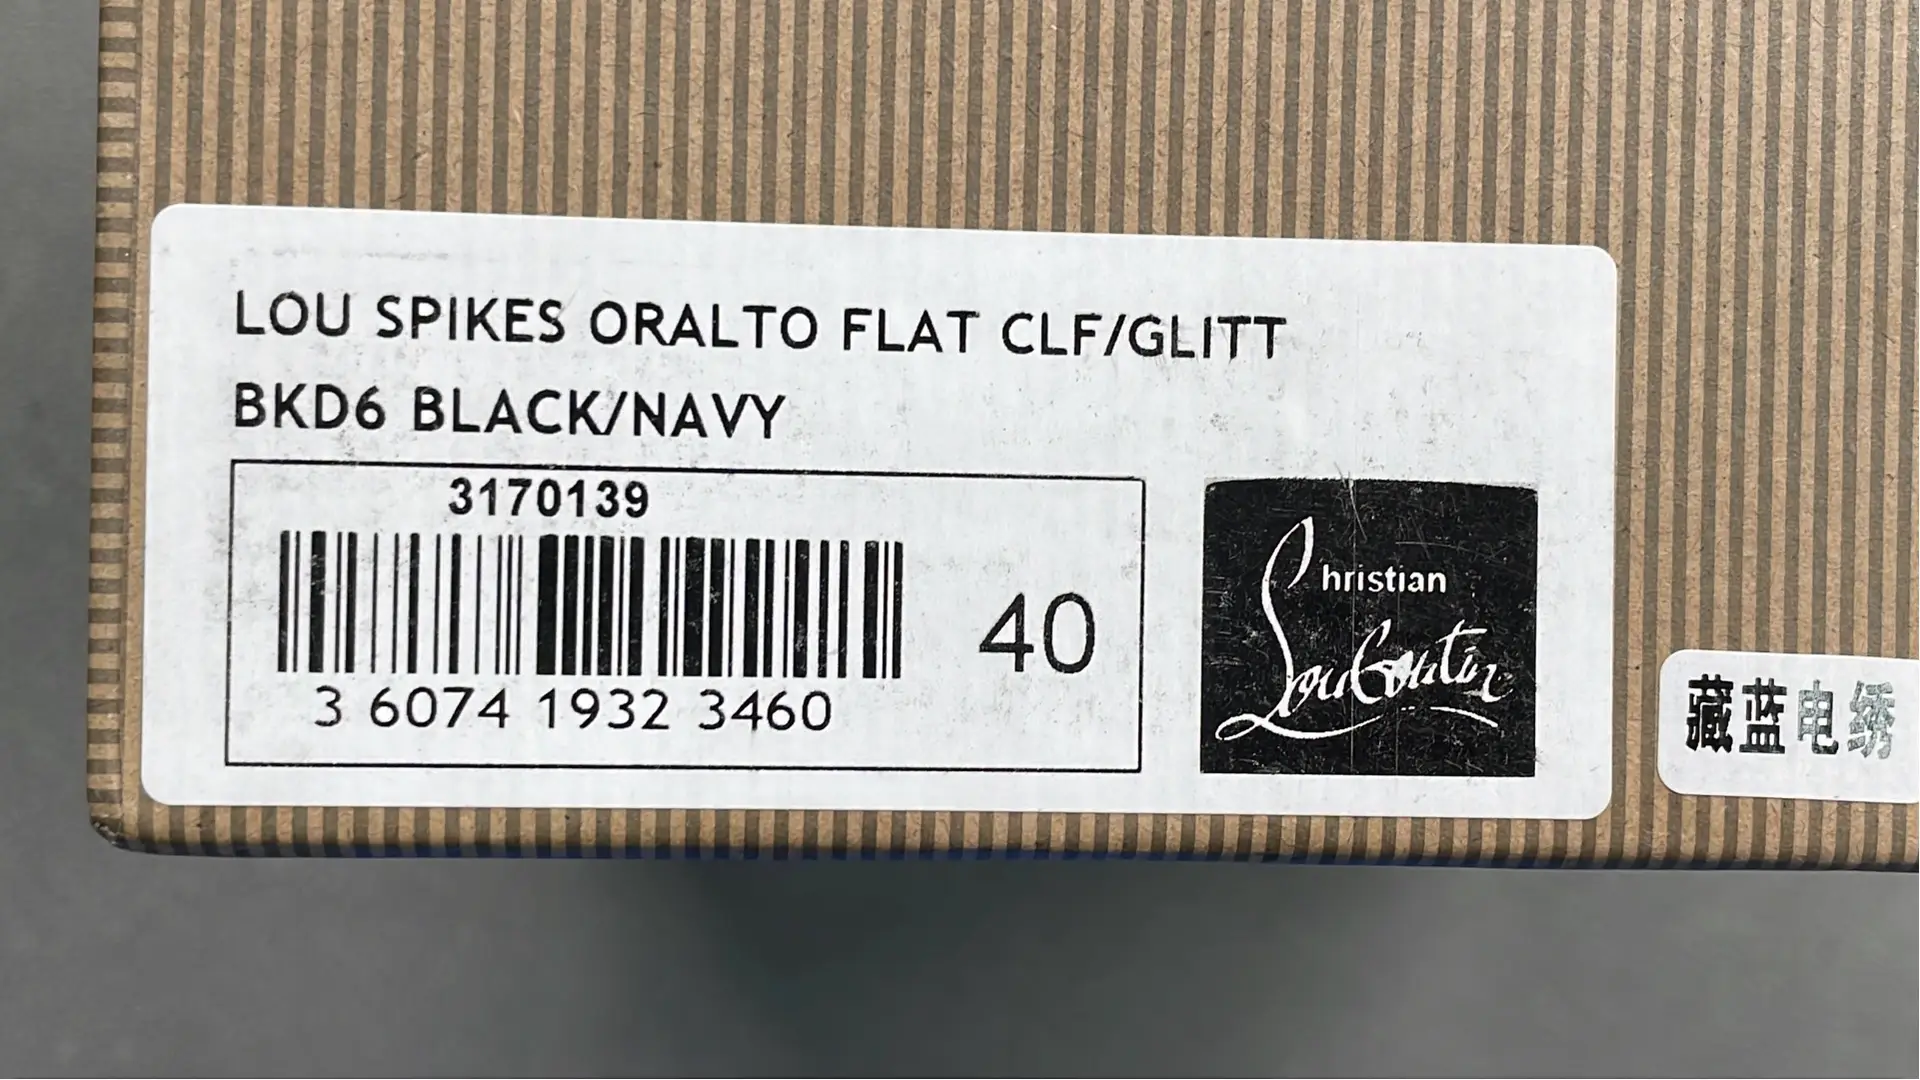 LOU SPIKES ORALTO FLAT CLF/GLITT
BKD6 BLACK/NAVY
3170139
3 6074 1932 3460
40
Christian
Louboutin
藏蓝电绣